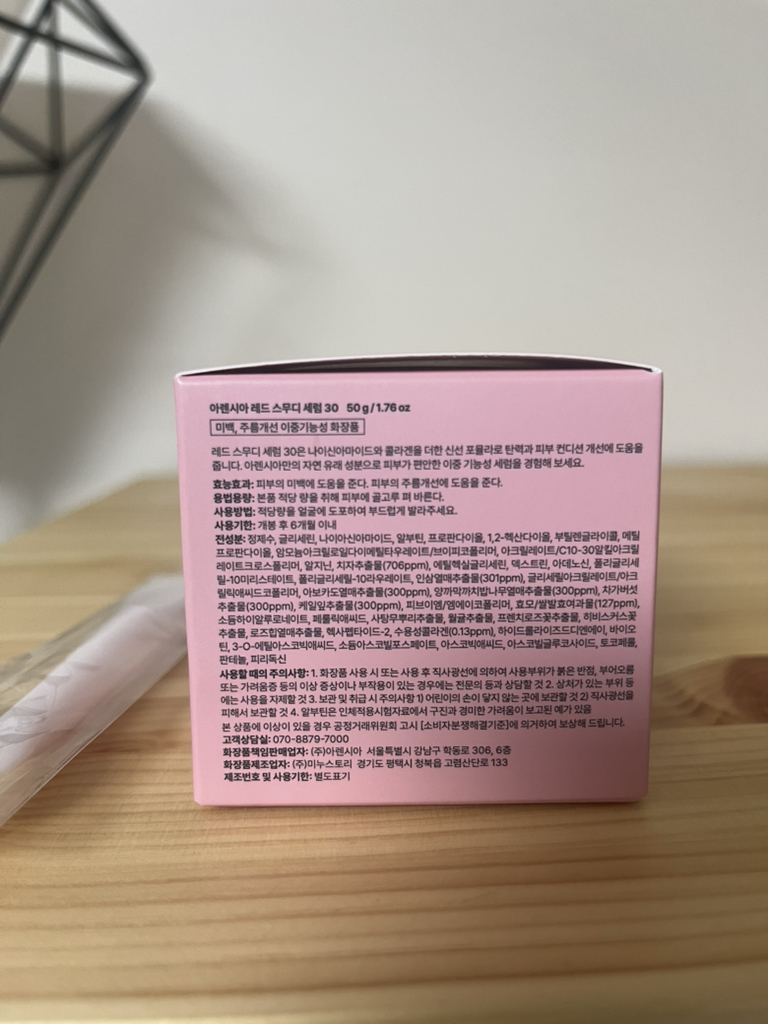 아렌시아 레드 스무디 세럼 30 50 g / 1.76 oz
미백, 주름개선 이중기능성 화장품
레드 스무디 세럼 30은 나이신아마이드와 콜라겐을 더한 신선 포뮬라로 탄력과 피부 컨디션 개선에 도움을
줍니다. 아렌시아만의 자연 유래 성분으로 피부가 편안한 이중 기능성 세럼을 경험해 보세요.
효능효과: 피부의 미백에 도움을 준다. 피부의 주름개선에 도움을 준다.
용법용량: 본품 적당 량을 취해 피부에 골고루 펴 바른다.
사용방법: 적당량을 얼굴에 도포하여 부드럽게 발라주세요.
사용기한: 개봉 후 6개월 이내
전성분: 정제수, 글리세린, 나이아신아마이드, 알부틴, 프로판다이올, 1,2-헥산다이올, 부틸렌글라이콜, 메틸
프로판다이올, 암모늄아크릴로일다이메틸타우레이트/브이피코폴리머, 아크릴레이트/C10-30알킬아크릴
레이트크로스폴리머, 알지닌, 치자추출물(706ppm), 에틸헥실글리세린, 덱스트린, 아데노신, 폴리글리세
릴-10미리스테이트, 폴리글리세릴-10라우레이트, 인삼열매추출물(301ppm), 글리세릴아크릴레이트/아크
릴릭애씨드코폴리머, 아보카도열매추출물(300ppm), 양까막까치밥나무열매추출물(300ppm), 차가버섯
추출물(300ppm), 케일잎추출물(300ppm), 피브이엠/엠에이코폴리머, 효모/쌀발효여과물(127ppm),
소듐하이알루로네이트, 페룰릭애씨드, 사탕무뿌리추출물, 월귤추출물, 프렌치로즈꽃추출물, 히비스커스꽃
추출물, 로즈힙열매추출물, 헥사펩타이드-2, 수용성콜라겐(0.13ppm), 하이드롤라이즈드디엔에이, 바이오
틴, 3-O-에틸아스코빅애씨드, 소듐아스코빌포스페이트, 아스코빅애씨드, 아스코빌글루코사이드, 토코페롤,
판테놀, 피리독신
사용할 때의 주의사항: 1. 화장품 사용 시 또는 사용 후 직사광선에 의하여 사용부위가 붉은 반점, 부어오름
또는 가려움증 등의 이상 증상이나 부작용이 있는 경우에는 전문의 등과 상담할 것 2. 상처가 있는 부위 등
에는 사용을 자제할 것 3. 보관 및 취급 시 주의사항 1) 어린이의 손이 닿지 않는 곳에 보관할 것 2) 직사광선을
피해서 보관할 것 4. 알부틴은 인체적용시험자료에서 구진과 경미한 가려움이 보고된 예가 있음
본 상품에 이상이 있을 경우 공정거래위원회 고시 [소비자분쟁해결기준]에 의거하여 보상해 드립니다.
고객상담실: 070-8879-7000
화장품책임판매업자: (주)아렌시아 서울특별시 강남구 학동로 306, 6층
화장품제조업자: (주)미누스토리 경기도 평택시 청북읍 고렴산단로 133
제조번호 및 사용기한: 별도표기